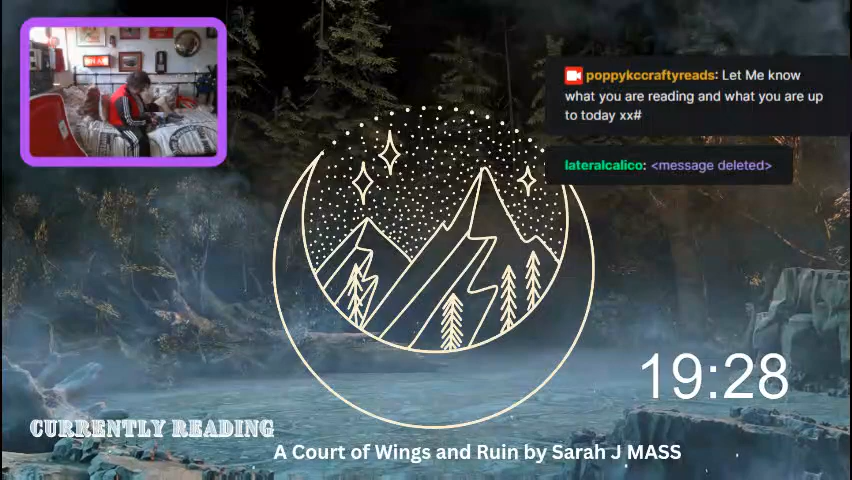 poppykccraftyreads: Let Me know
what you are reading and what you are up
to today xx#
lateralcalico: <message deleted>
19:28
CURRENTLY READING
A Court of Wings and Ruin by Sarah J MASS